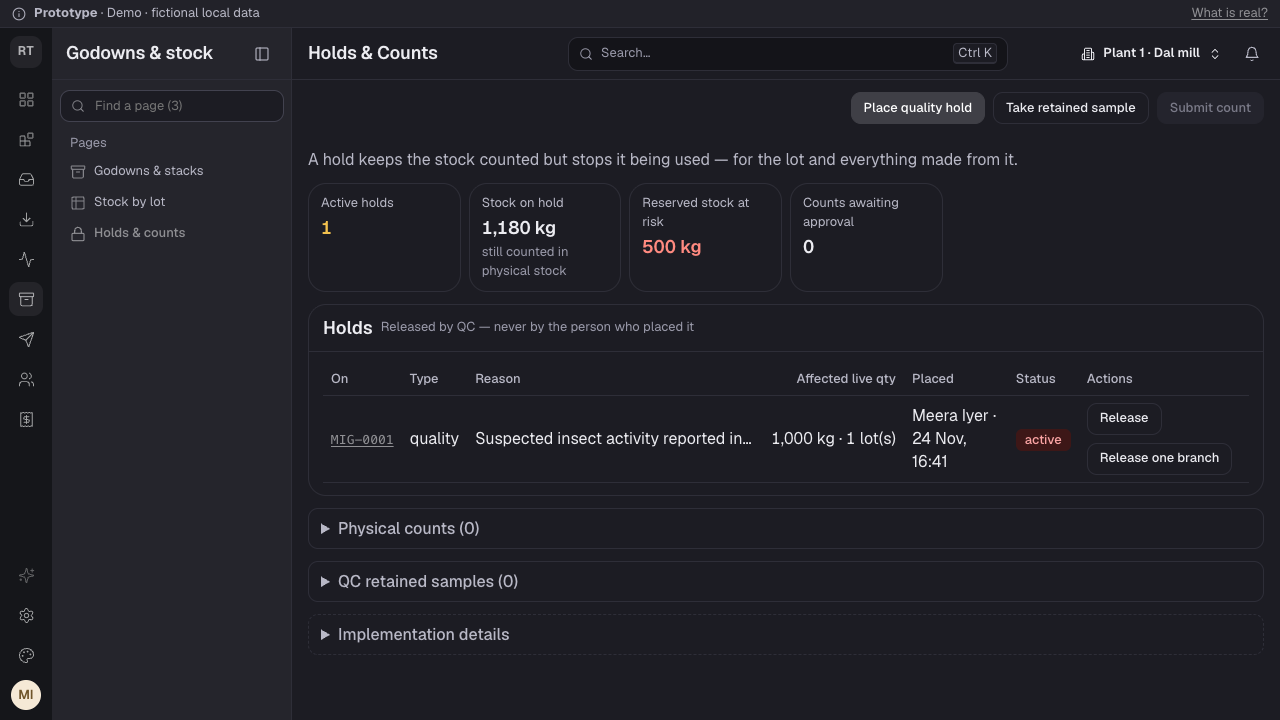 Prototype · Demo · fictional local data
What is real?
RT
Godowns & stock
Holds & Counts
Search...
Ctrl K
Plant 1 · Dal mill
Find a page (3)
Pages
Godowns & stacks
Stock by lot
Holds & counts
Place quality hold
Take retained sample
Submit count
A hold keeps the stock counted but stops it being used — for the lot and everything made from it.
Active holds
1
Stock on hold
1,180 kg
still counted in
physical stock
Reserved stock at
risk
500 kg
Counts awaiting
approval
0
Holds Released by QC — never by the person who placed it
On Type Reason Affected live qty Placed Status Actions
MIG-0001 quality Suspected insect activity reported in... 1,000 kg · 1 lot(s)
Meera Iyer ·
24 Nov,
16:41
active
Release
Release one branch
Physical counts (0)
QC retained samples (0)
Implementation details
MI